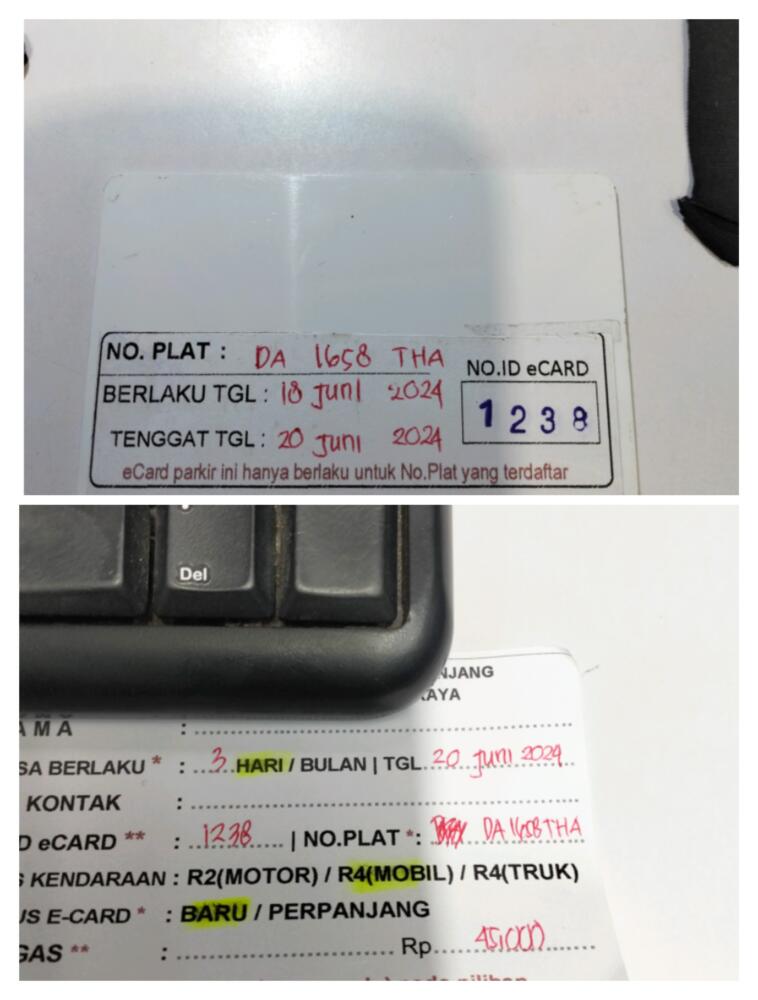 NO. PLAT : DA 1658 THA
NO.ID eCARD
BERLAKU TGL : 18 Juni 2024
1238
TENGGAT TGL : 20 Juni 2024
eCard parkir ini hanya berlaku untuk No.Plat yang terdaftar
Del
NJANG
AYA
AMA :
SA BERLAKU * : 3 HARI / BULAN | TGL 20 Juni 2024
KONTAK :
D eCARD ** : 1238 | NO.PLAT *: DA 1658 THA
S KENDARAAN : R2(MOTOR) / R4(MOBIL) / R4(TRUK)
US E-CARD * : BARU / PERPANJANG
GAS ** : Rp 45,000